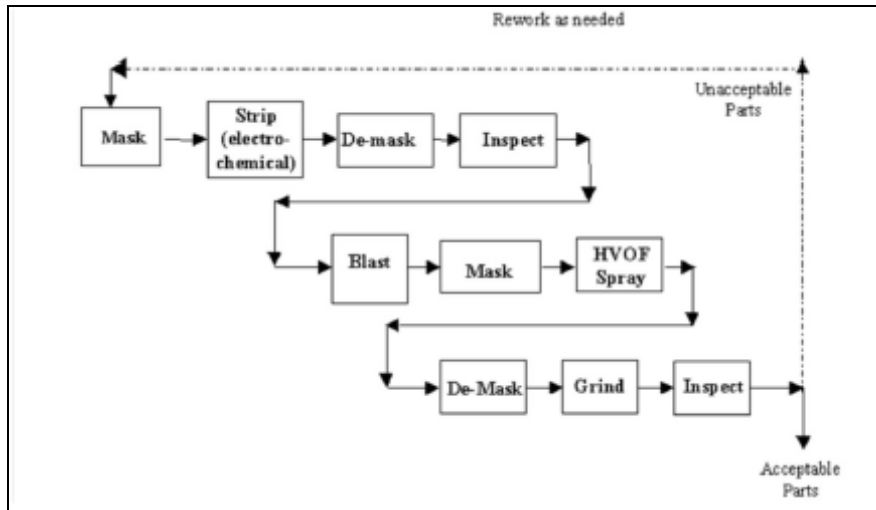 Rework as needed
Unacceptable
Parts
Mask
Strip
(electro-
chemical)
De-mask
Inspect
Blast
Mask
HVOF
Spray
De-Mask
Grind
Inspect
Acceptable
Parts